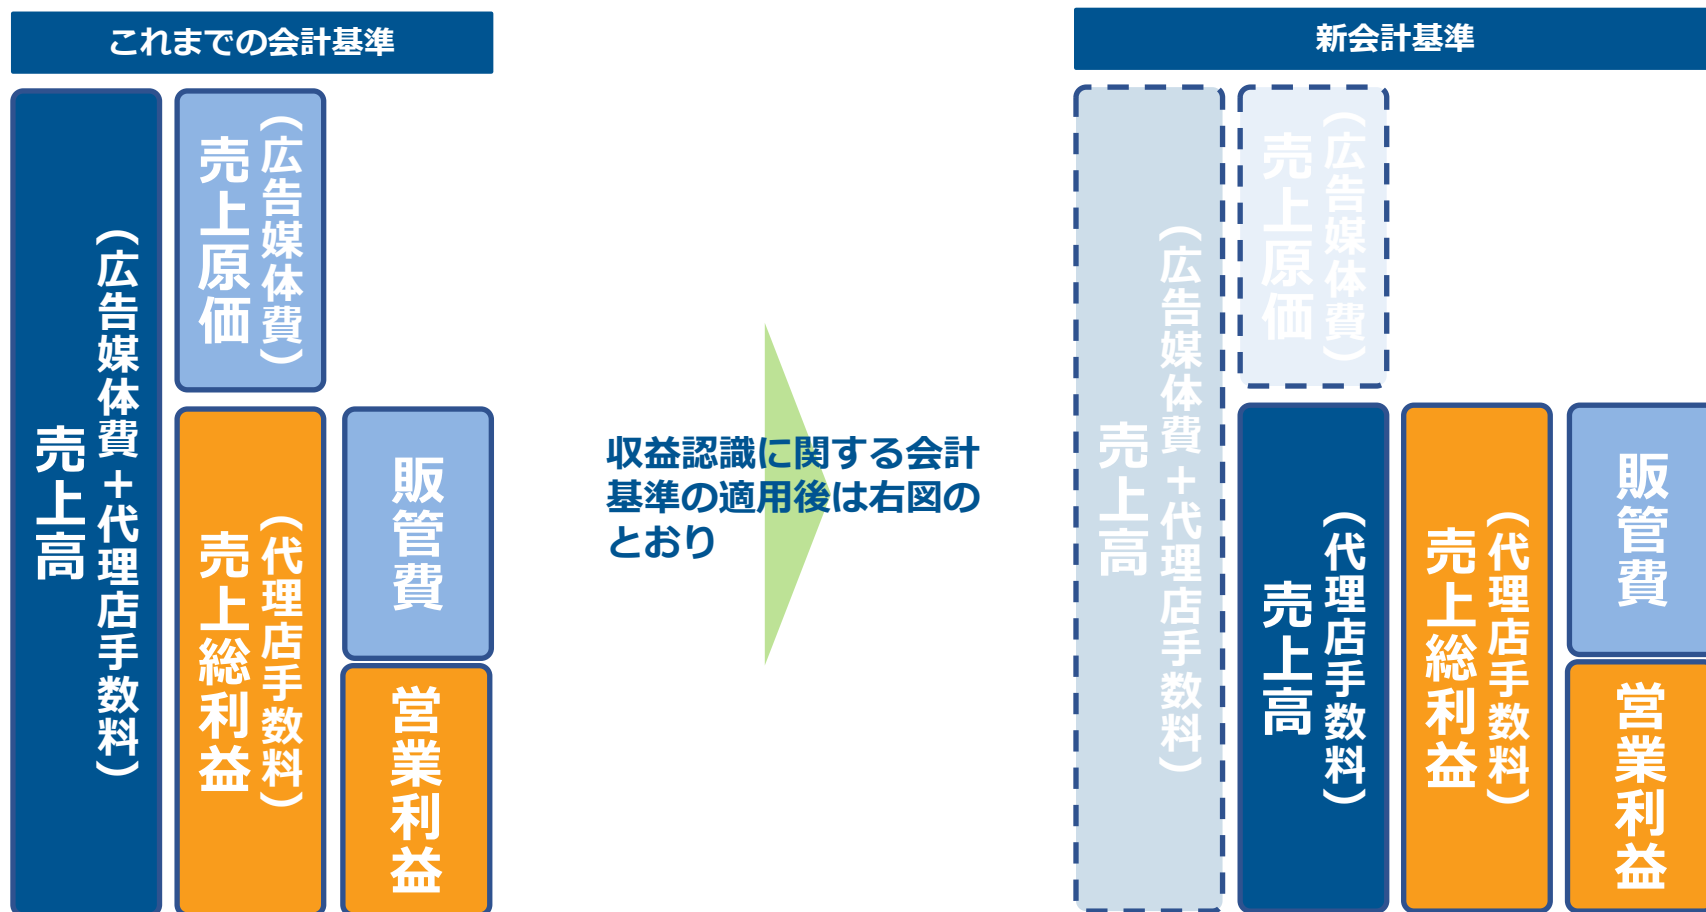 これまでの会計基準
売上高
（広告媒体費＋代理店手数料）
売上原価
（広告媒体費）
売上総利益
（代理店手数料）
販管費
営業利益
収益認識に関する会計
基準の適用後は右図の
とおり
新会計基準
売上高
（広告媒体費＋代理店手数料）
売上原価
（広告媒体費）
売上高
（代理店手数料）
売上総利益
（代理店手数料）
販管費
営業利益